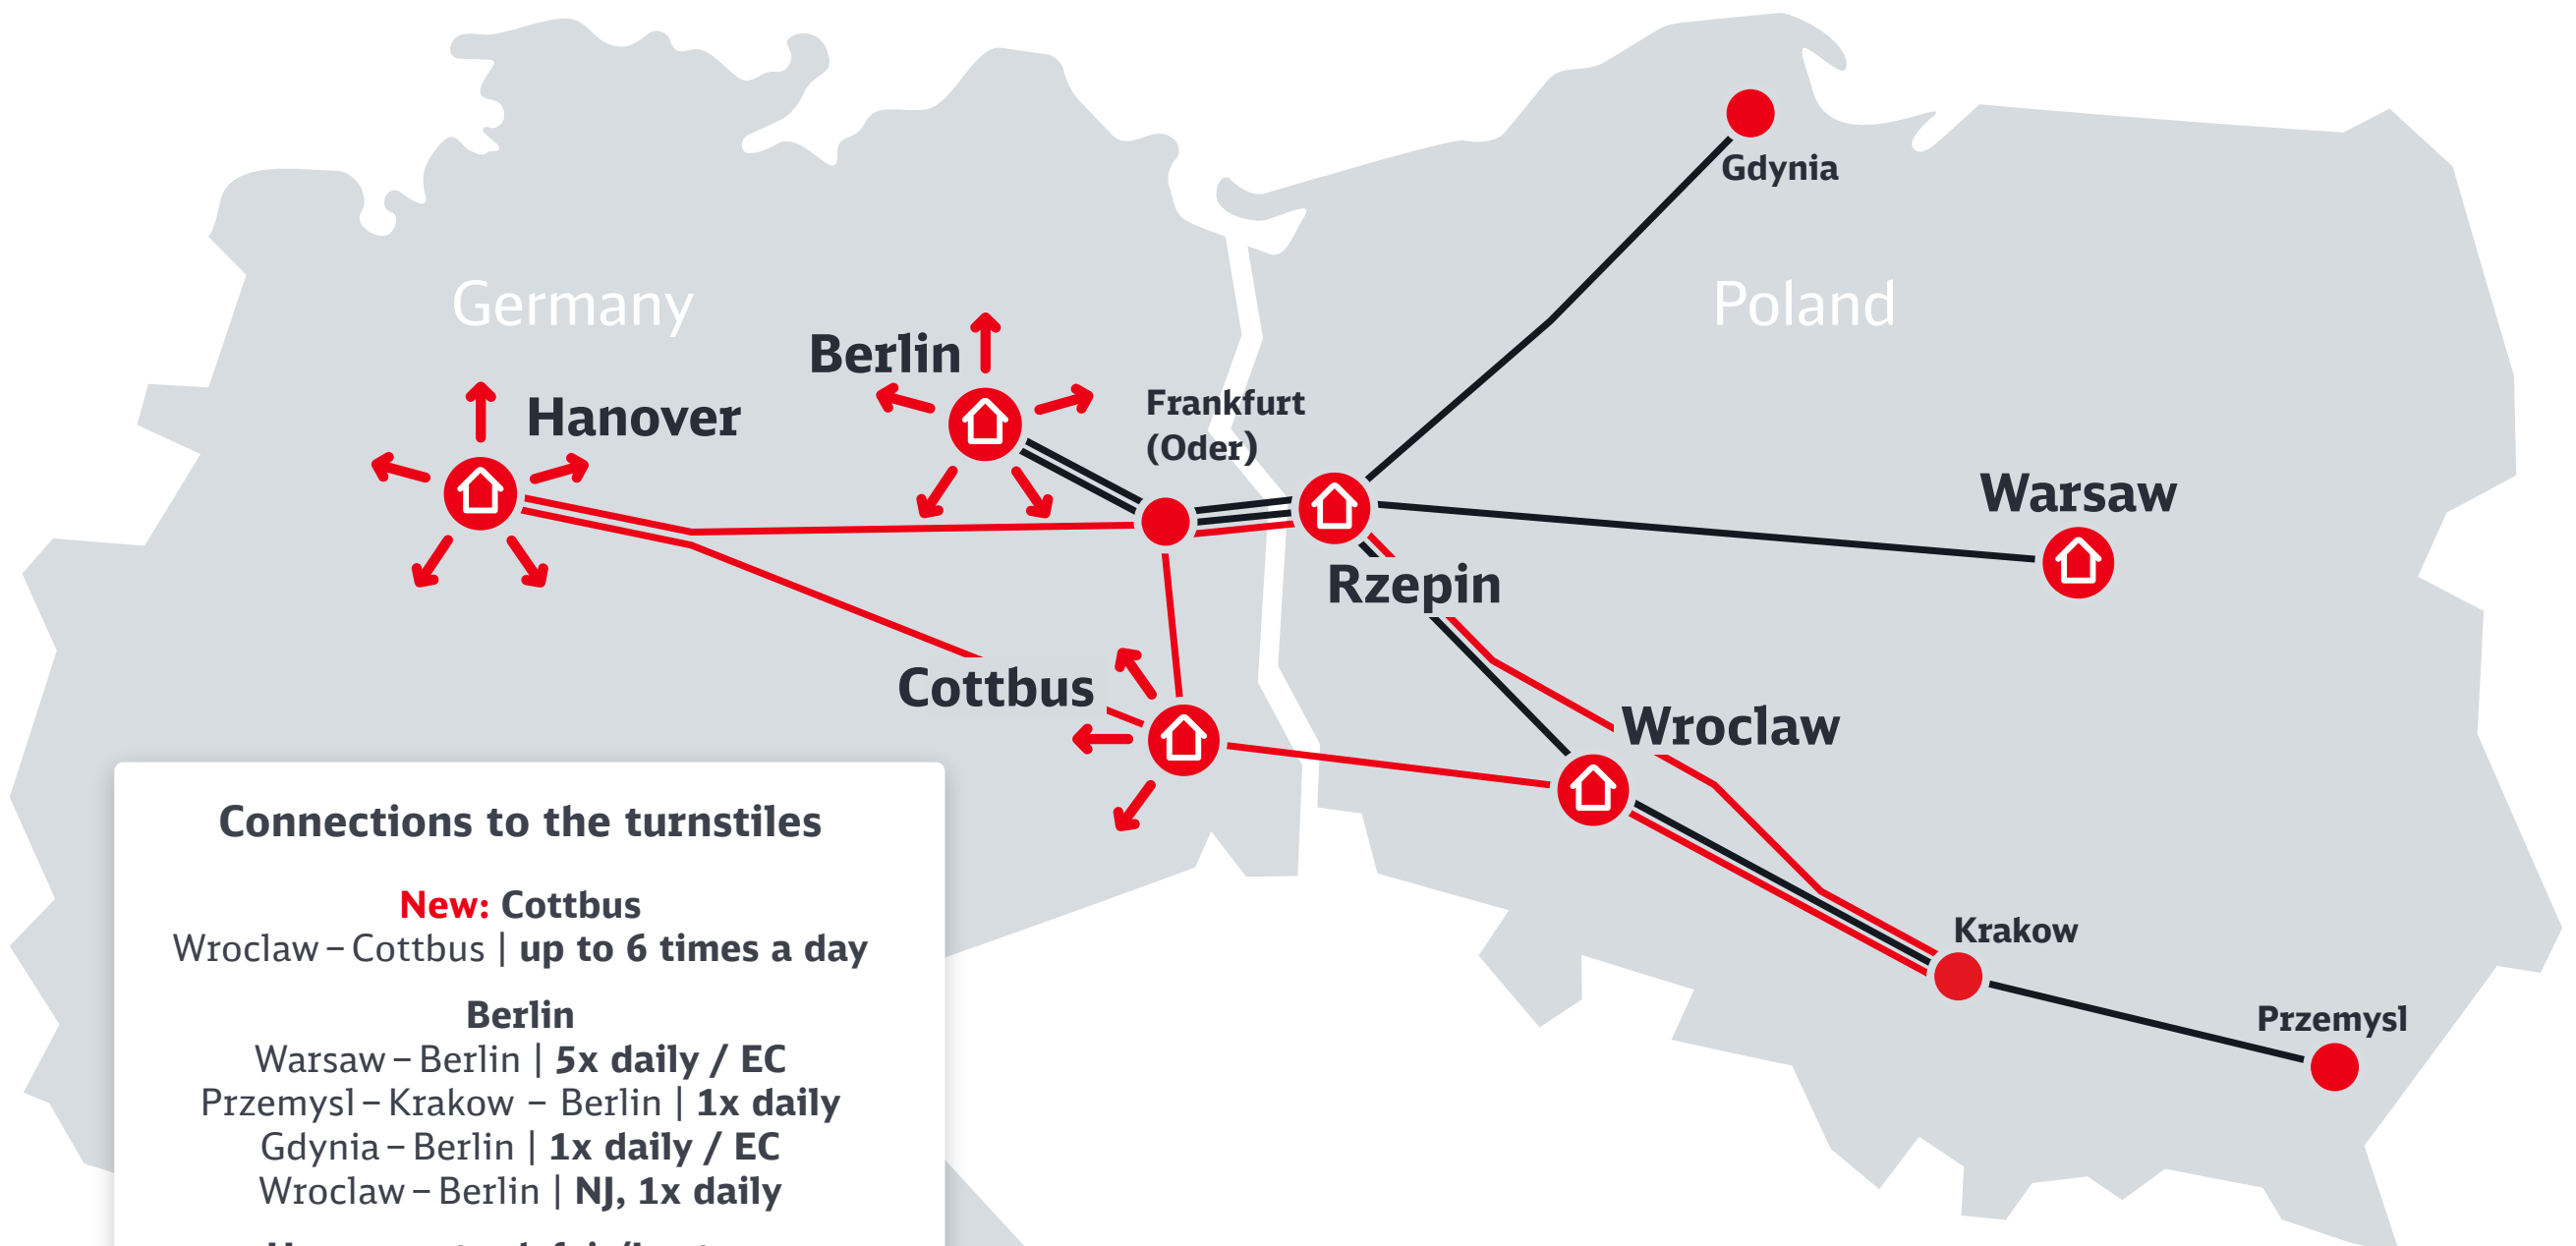 Gdynia
Germany
Poland
Berlin
Hanover
Frankfurt
(Oder)
Warsaw
Rzepin
Cottbus
Wroclaw
Krakow
Przemysl
Connections to the turnstiles
New: Cottbus
Wroclaw – Cottbus | up to 6 times a day
Berlin
Warsaw – Berlin | 5x daily / EC
Przemysl – Krakow – Berlin | 1x daily
Gdynia – Berlin | 1x daily / EC
Wroclaw – Berlin | NJ, 1x daily